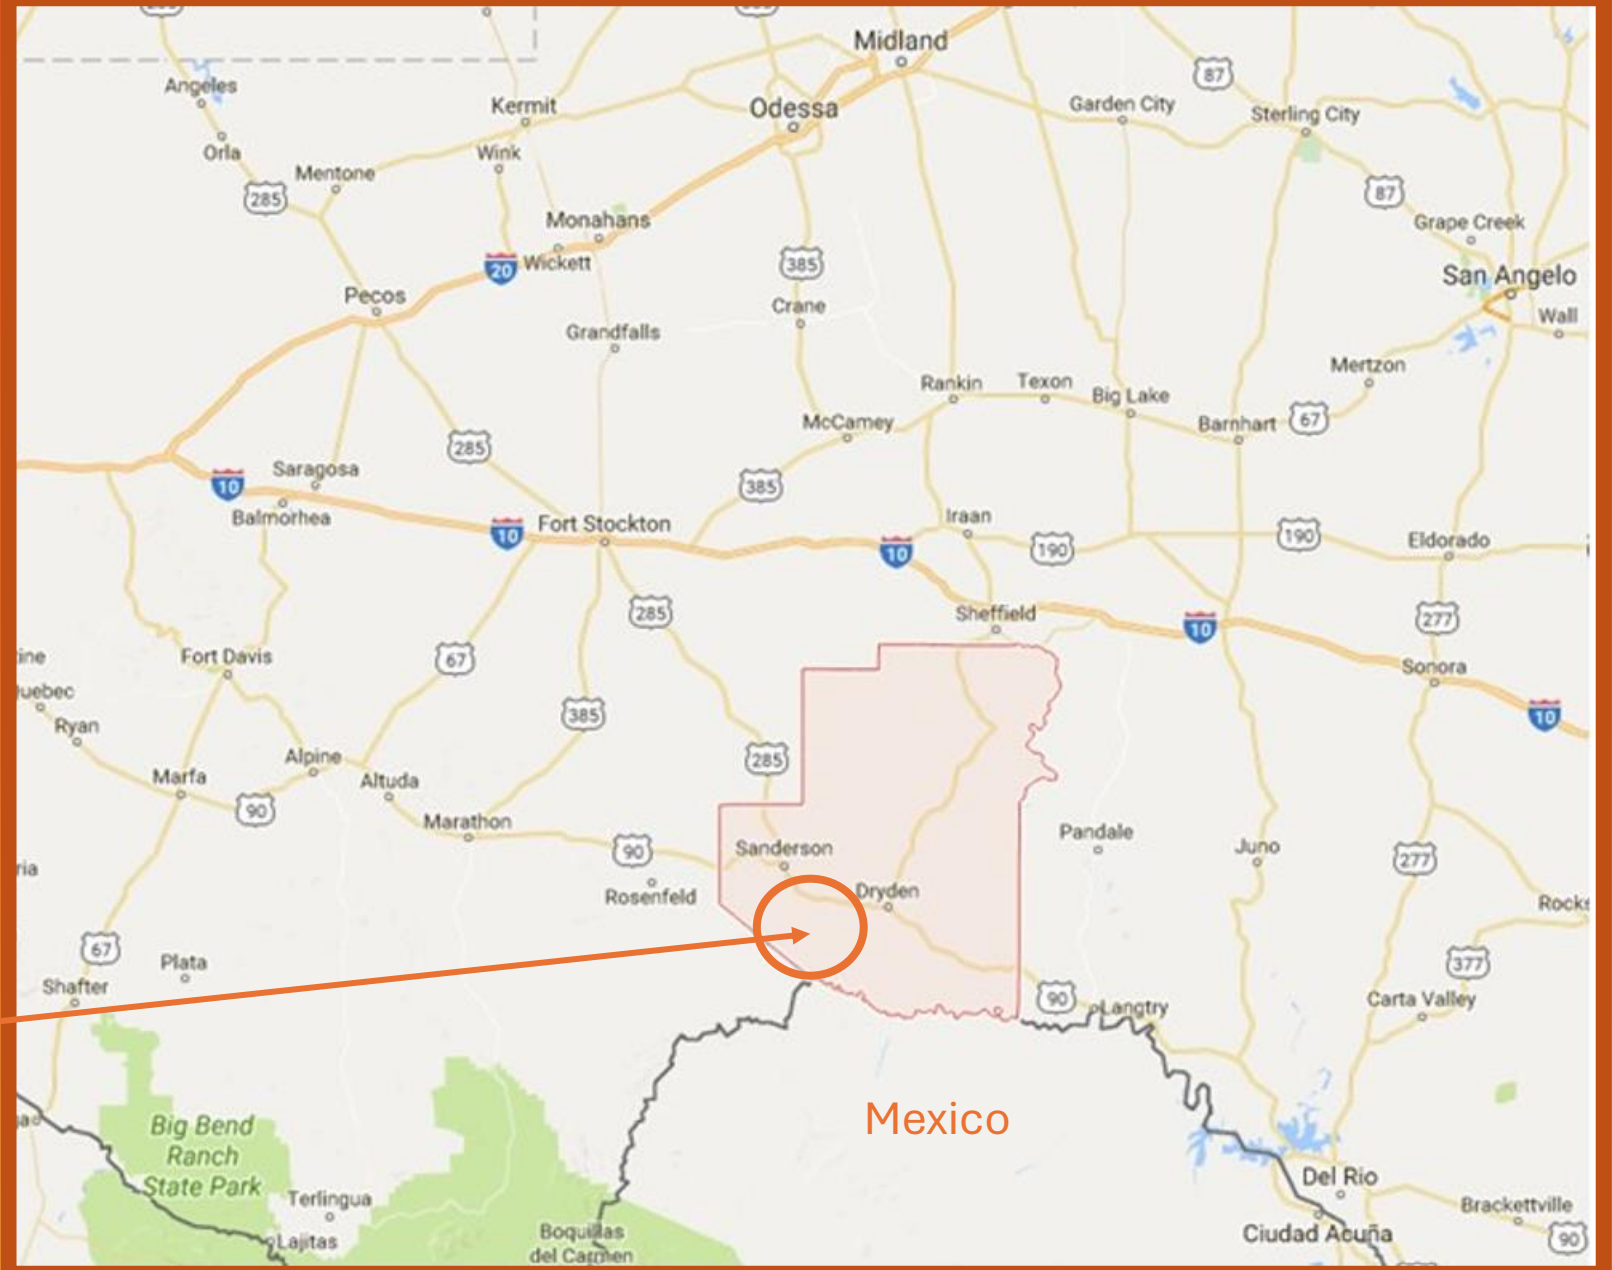 Midland
87
Angeles
Kermit
Odessa
Garden City
Sterling City
Orla
Wink
Mentone
285
87
Monahans
Grape Creek
20
Wickett
385
San Angelo
Pecos
Crane
Wall
Grandfalls
Mertzon
Rankin
Texon
Big Lake
McCamey
Barnhart
67
285
Saragosa
10
385
Balmorhea
Fort Stockton
10
Iraan
10
190
190
Eldorado
285
Sheffield
10
277
Fort Davis
67
Sonora
ine
uebec
Ryan
385
10
Alpine
285
Marfa
Altuda
90
Marathon
Pandale
90
Sanderson
Juno
277
ria
Rosenfeld
Dryden
Rocks
67
Plata
377
Shafter
90
Langtry
Carta Valley
Mexico
Big Bend
Ranch
State Park
Del Rio
Terlingua
Brackettville
Boquillas
del Carmen
Ciudad Acuña
90
Lajitas